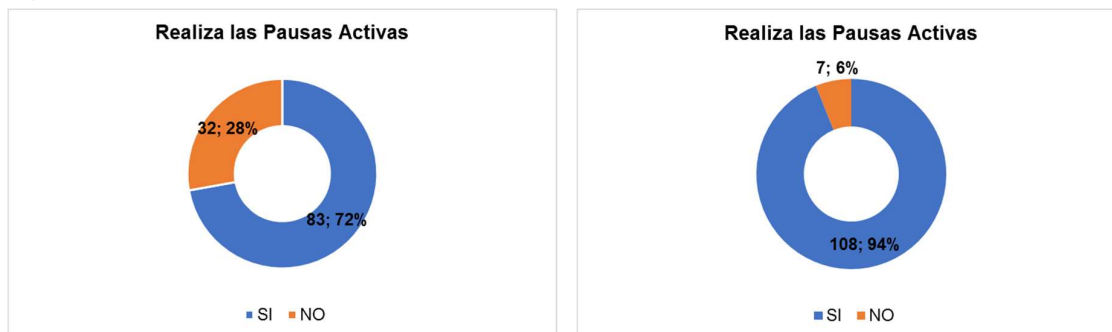 Realiza las Pausas Activas
32; 28%
83; 72%
SI NO
Realiza las Pausas Activas
7; 6%
108; 94%
SI NO